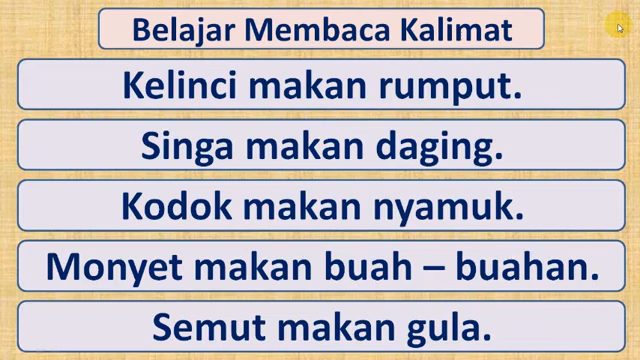 Belajar Membaca Kalimat
Kelinci makan rumput.
Singa makan daging.
Kodok makan nyamuk.
Monyet makan buah – buahan.
Semut makan gula.